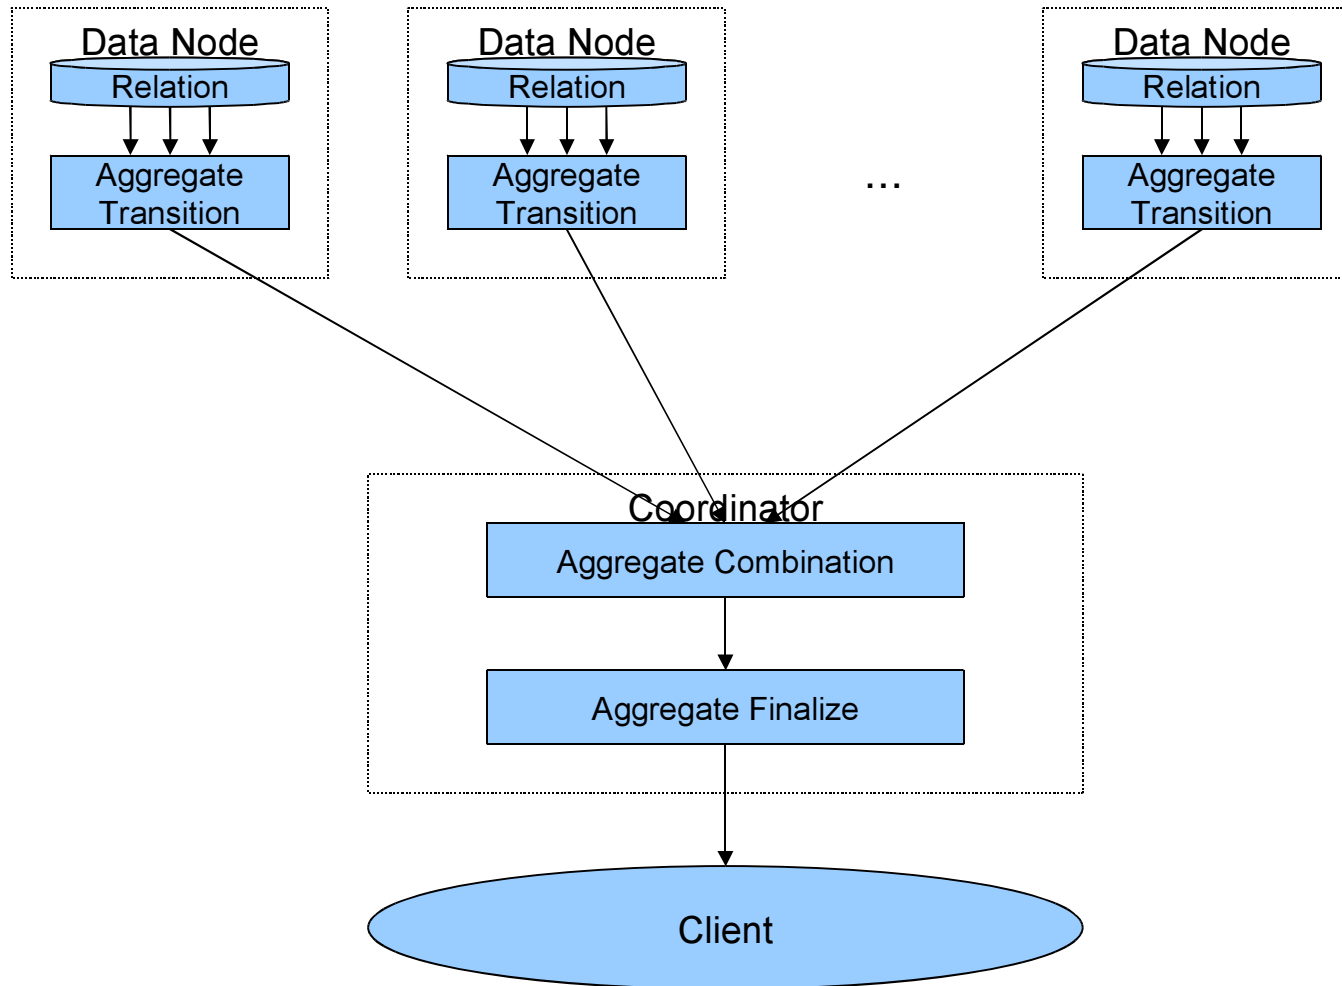 Data Node
Relation
Aggregate
Transition
Data Node
Relation
Aggregate
Transition
...
Data Node
Relation
Aggregate
Transition
Coordinator
Aggregate Combination
Aggregate Finalize
Client